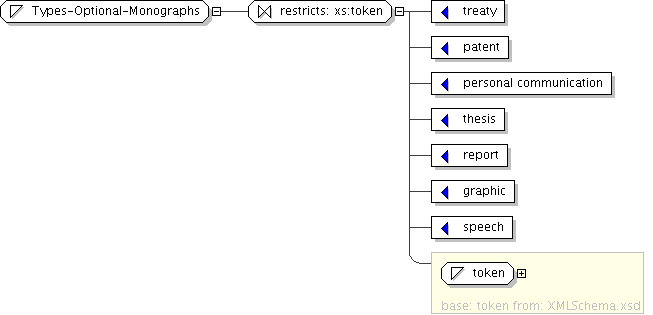 Types-Optional-Monographs
restricts: xs:token
treaty
patent
personal communication
thesis
report
graphic
speech
token
base: token from: XMLSchema.xsd